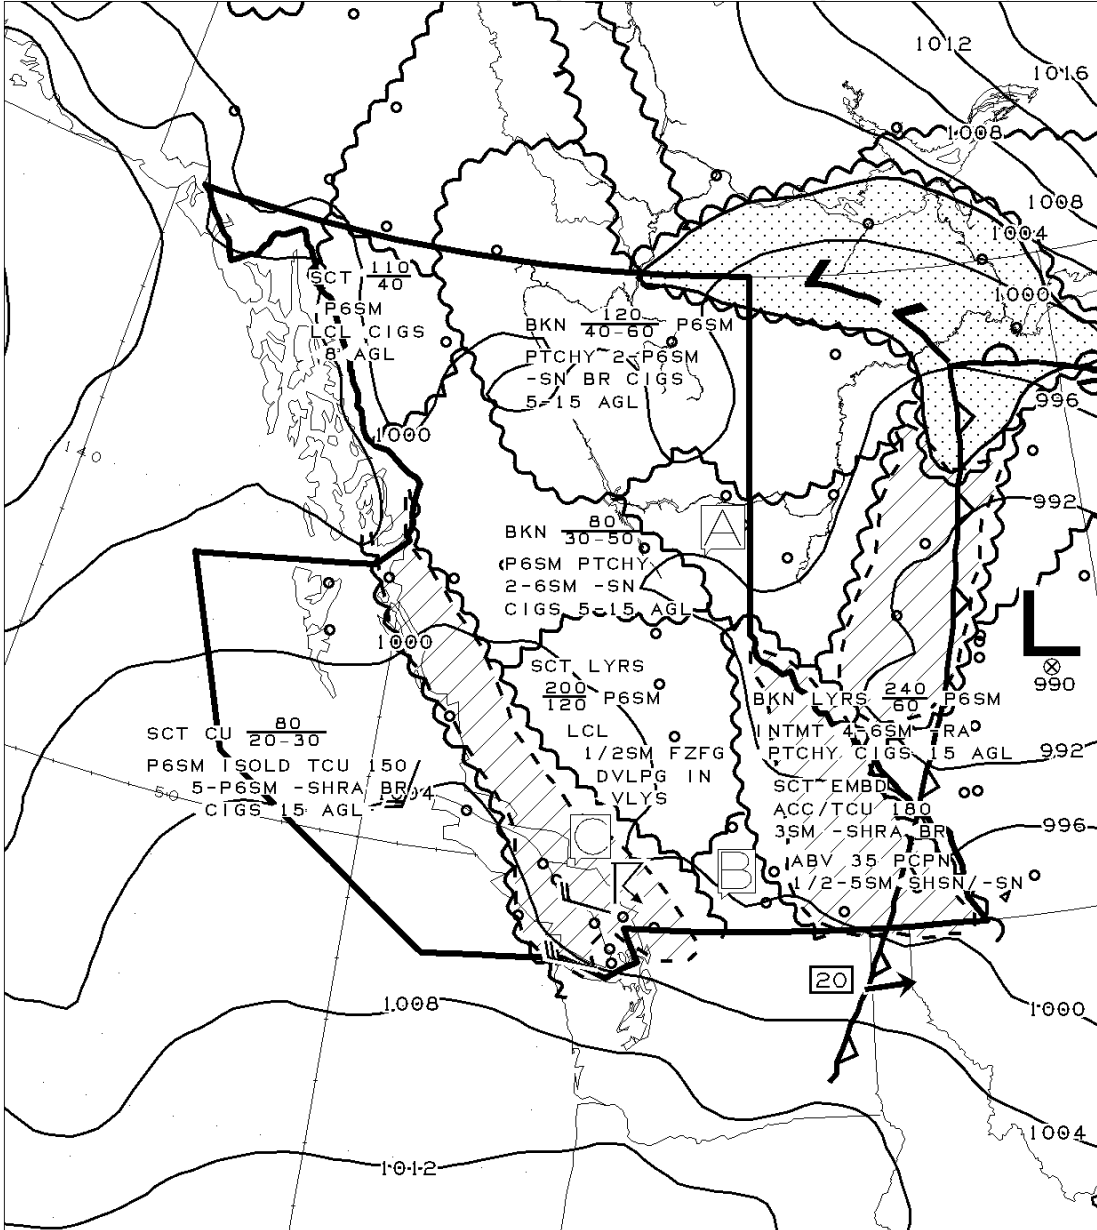 1012
1016
1008
1008
1004
1000
996
992
990
992
996
1000
1004
SCT 110
40
P6SM
LCL CIGS
8 AGL
BKN 120 P6SM
40-60
PTCHY 2-P6SM
-SN BR CIGS
5-15 AGL
1000
140
A
BKN 80
30-50
P6SM PTCHY
2-6SM -SN
CIGS 5-15 AGL
1000
SCT LYRS
200 P6SM
120
LCL
1/2SM FZFG
DVLPG IN
VLYS
BKN LYRS 240 P6SM
60
INTMT 4-6SM -RA
PTCHY CIGS 15 AGL
SCT EMBD
ACC/TCU 180
3SM -SHRA BR
ABV 35 PCPN
1/2-5SM SHSN/-SN
SCT CU 80
20-30
P6SM ISOLD TCU 150
5-P6SM -SHRA BR
CIGS 15 AGL
50
1004
C
B
L
20
1008
1012